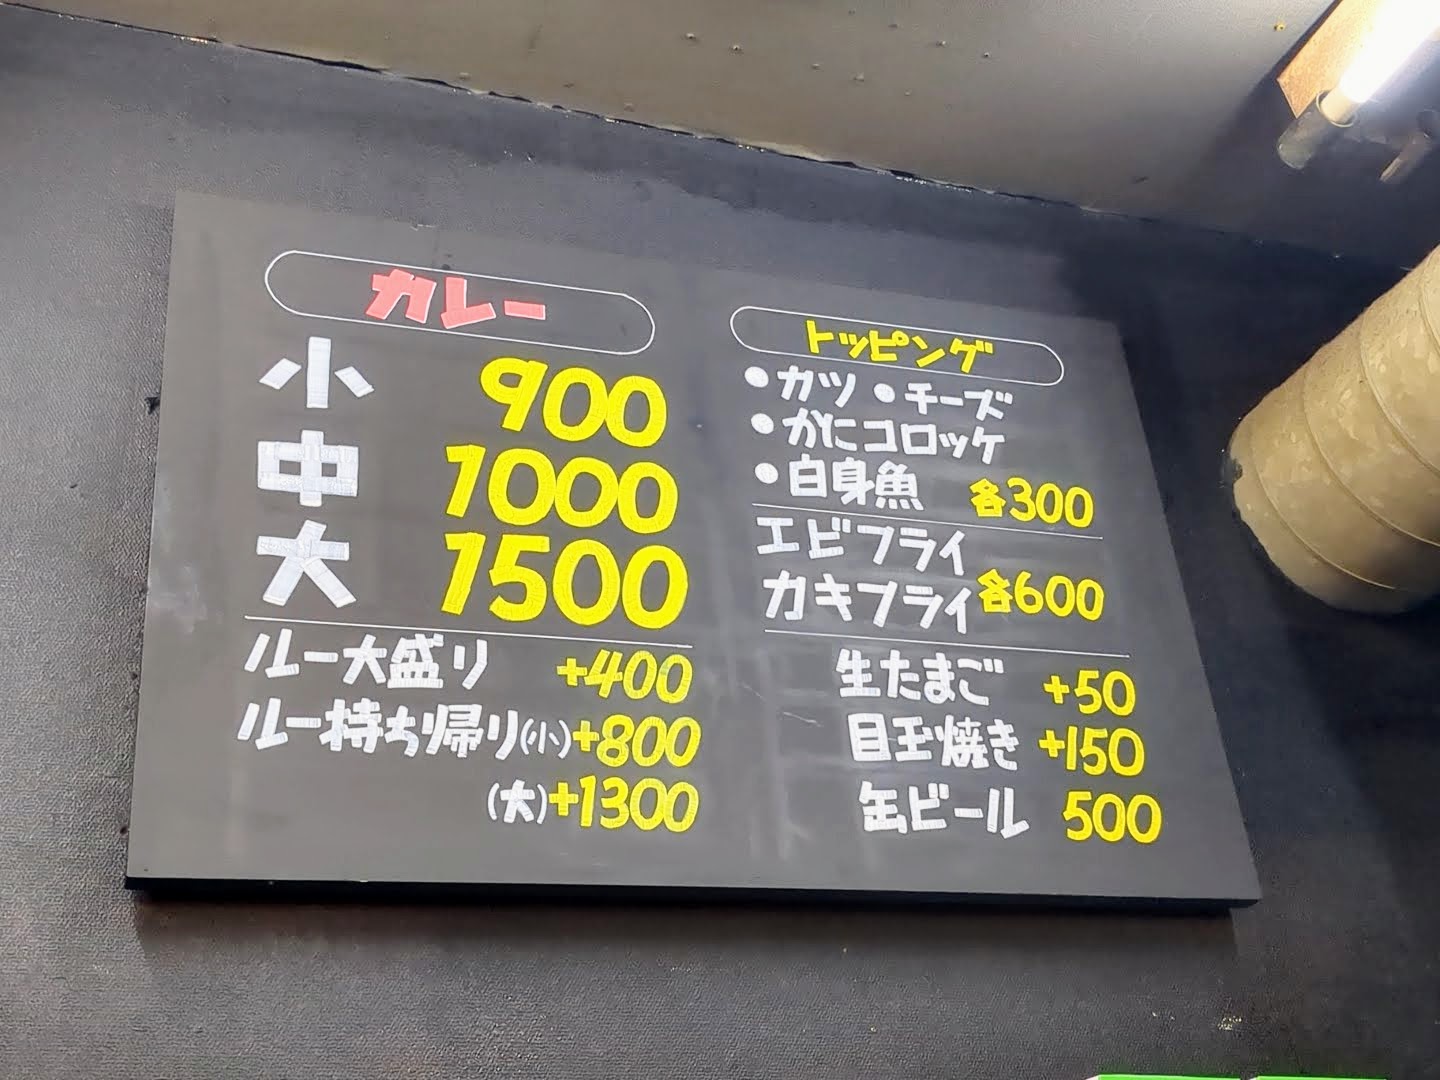 カレー
小 900
中 1000
大 1500
ルー大盛り +400
ルー持ち帰り(小)+800
(大)+1300
トッピング
●カツ ●チーズ
●かにコロッケ
●白身魚 各300
エビフライ
カキフライ 各600
生たまご +50
目玉焼き +150
缶ビール 500